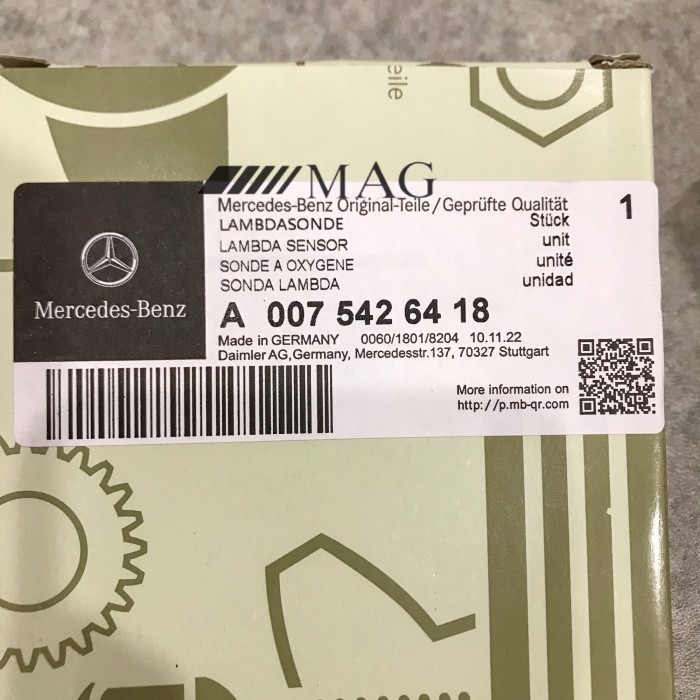 eile
MAG
Mercedes-Benz Original-Teile/Geprüfte Qualität
1
LAMBDASONDE Stück
LAMBDA SENSOR unit
SONDE A OXYGENE unité
SONDA LAMBDA unidad
Mercedes-Benz
A 007 542 64 18
Made in GERMANY 0060/1801/8204 10.11.22
Daimler AG,Germany, Mercedesstr.137, 70327 Stuttgart
More information on
http://p.mb-qr.com